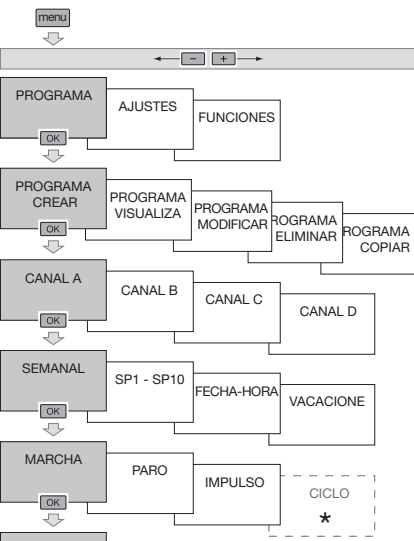 menu
− +
PROGRAMA
AJUSTES
FUNCIONES
OK
PROGRAMA
CREAR
PROGRAMA
VISUALIZA
PROGRAMA
MODIFICAR
ROGRAMA
ELIMINAR
ROGRAMA
COPIAR
OK
CANAL A
CANAL B
CANAL C
CANAL D
OK
SEMANAL
SP1 - SP10
FECHA-HORA
VACACIONE
OK
MARCHA
PARO
IMPULSO
CICLO
*
OK